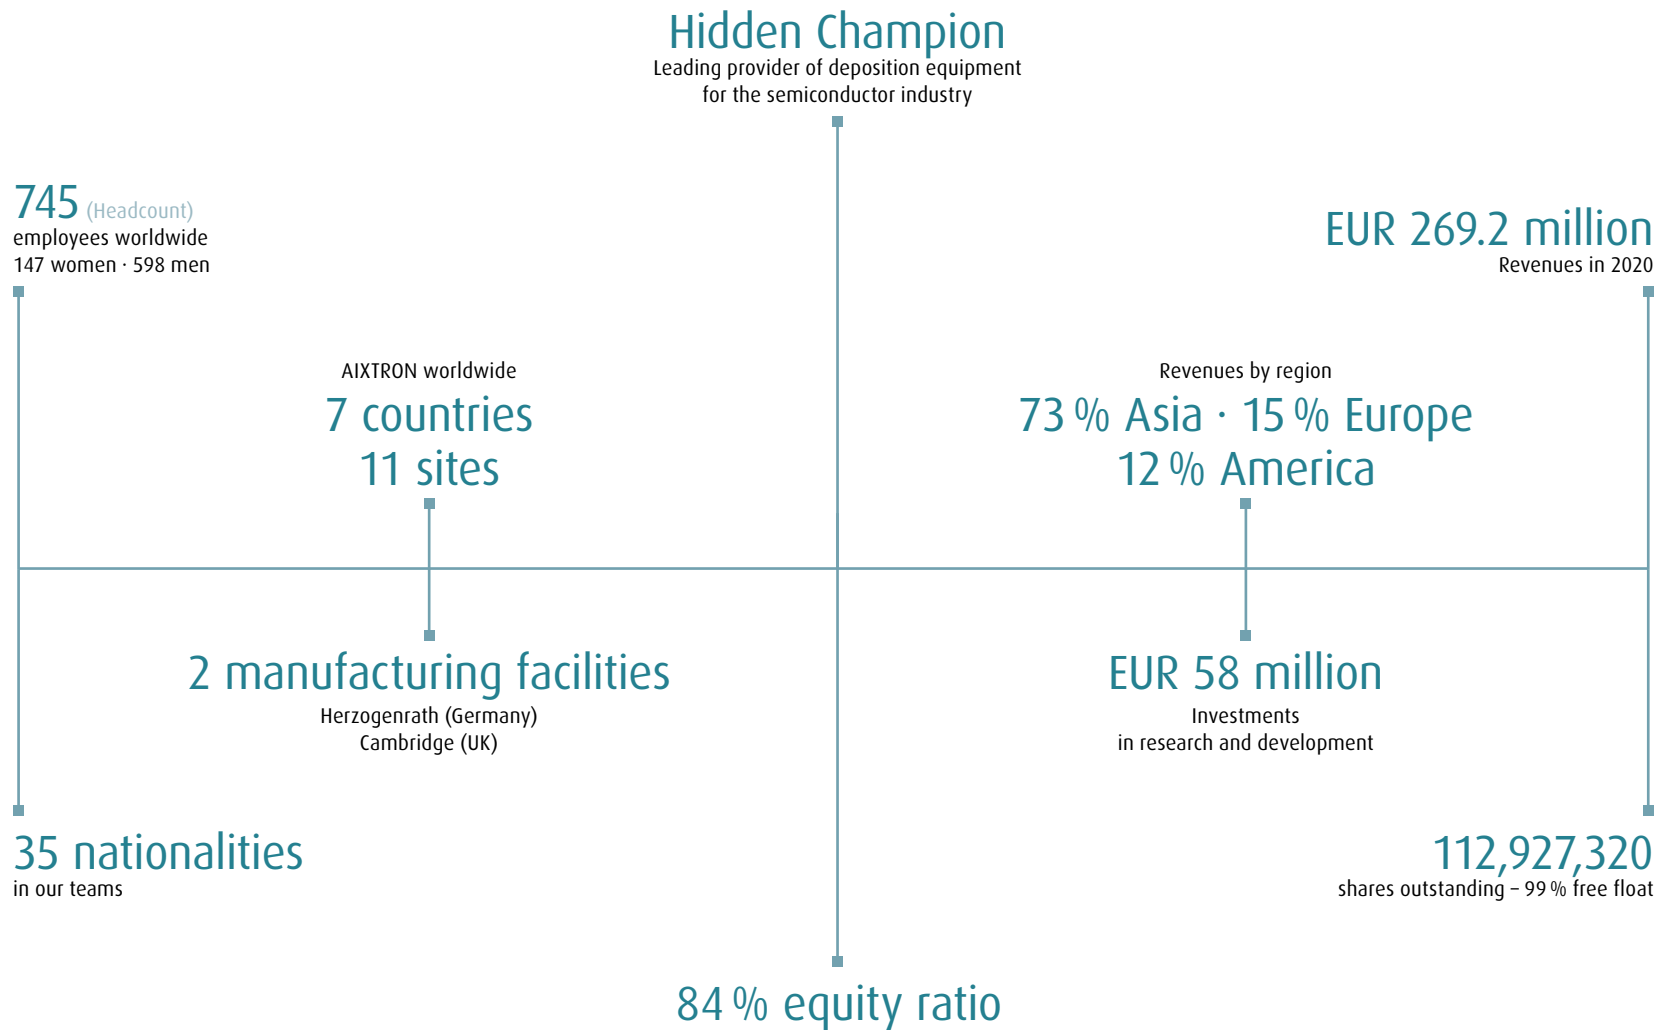 Hidden Champion
Leading provider of deposition equipment
for the semiconductor industry
745 (Headcount)
employees worldwide
147 women · 598 men
EUR 269.2 million
Revenues in 2020
AIXTRON worldwide
7 countries
11 sites
Revenues by region
73 % Asia · 15 % Europe
12 % America
2 manufacturing facilities
Herzogenrath (Germany)
Cambridge (UK)
EUR 58 million
Investments
in research and development
35 nationalities
in our teams
112,927,320
shares outstanding – 99 % free float
84 % equity ratio